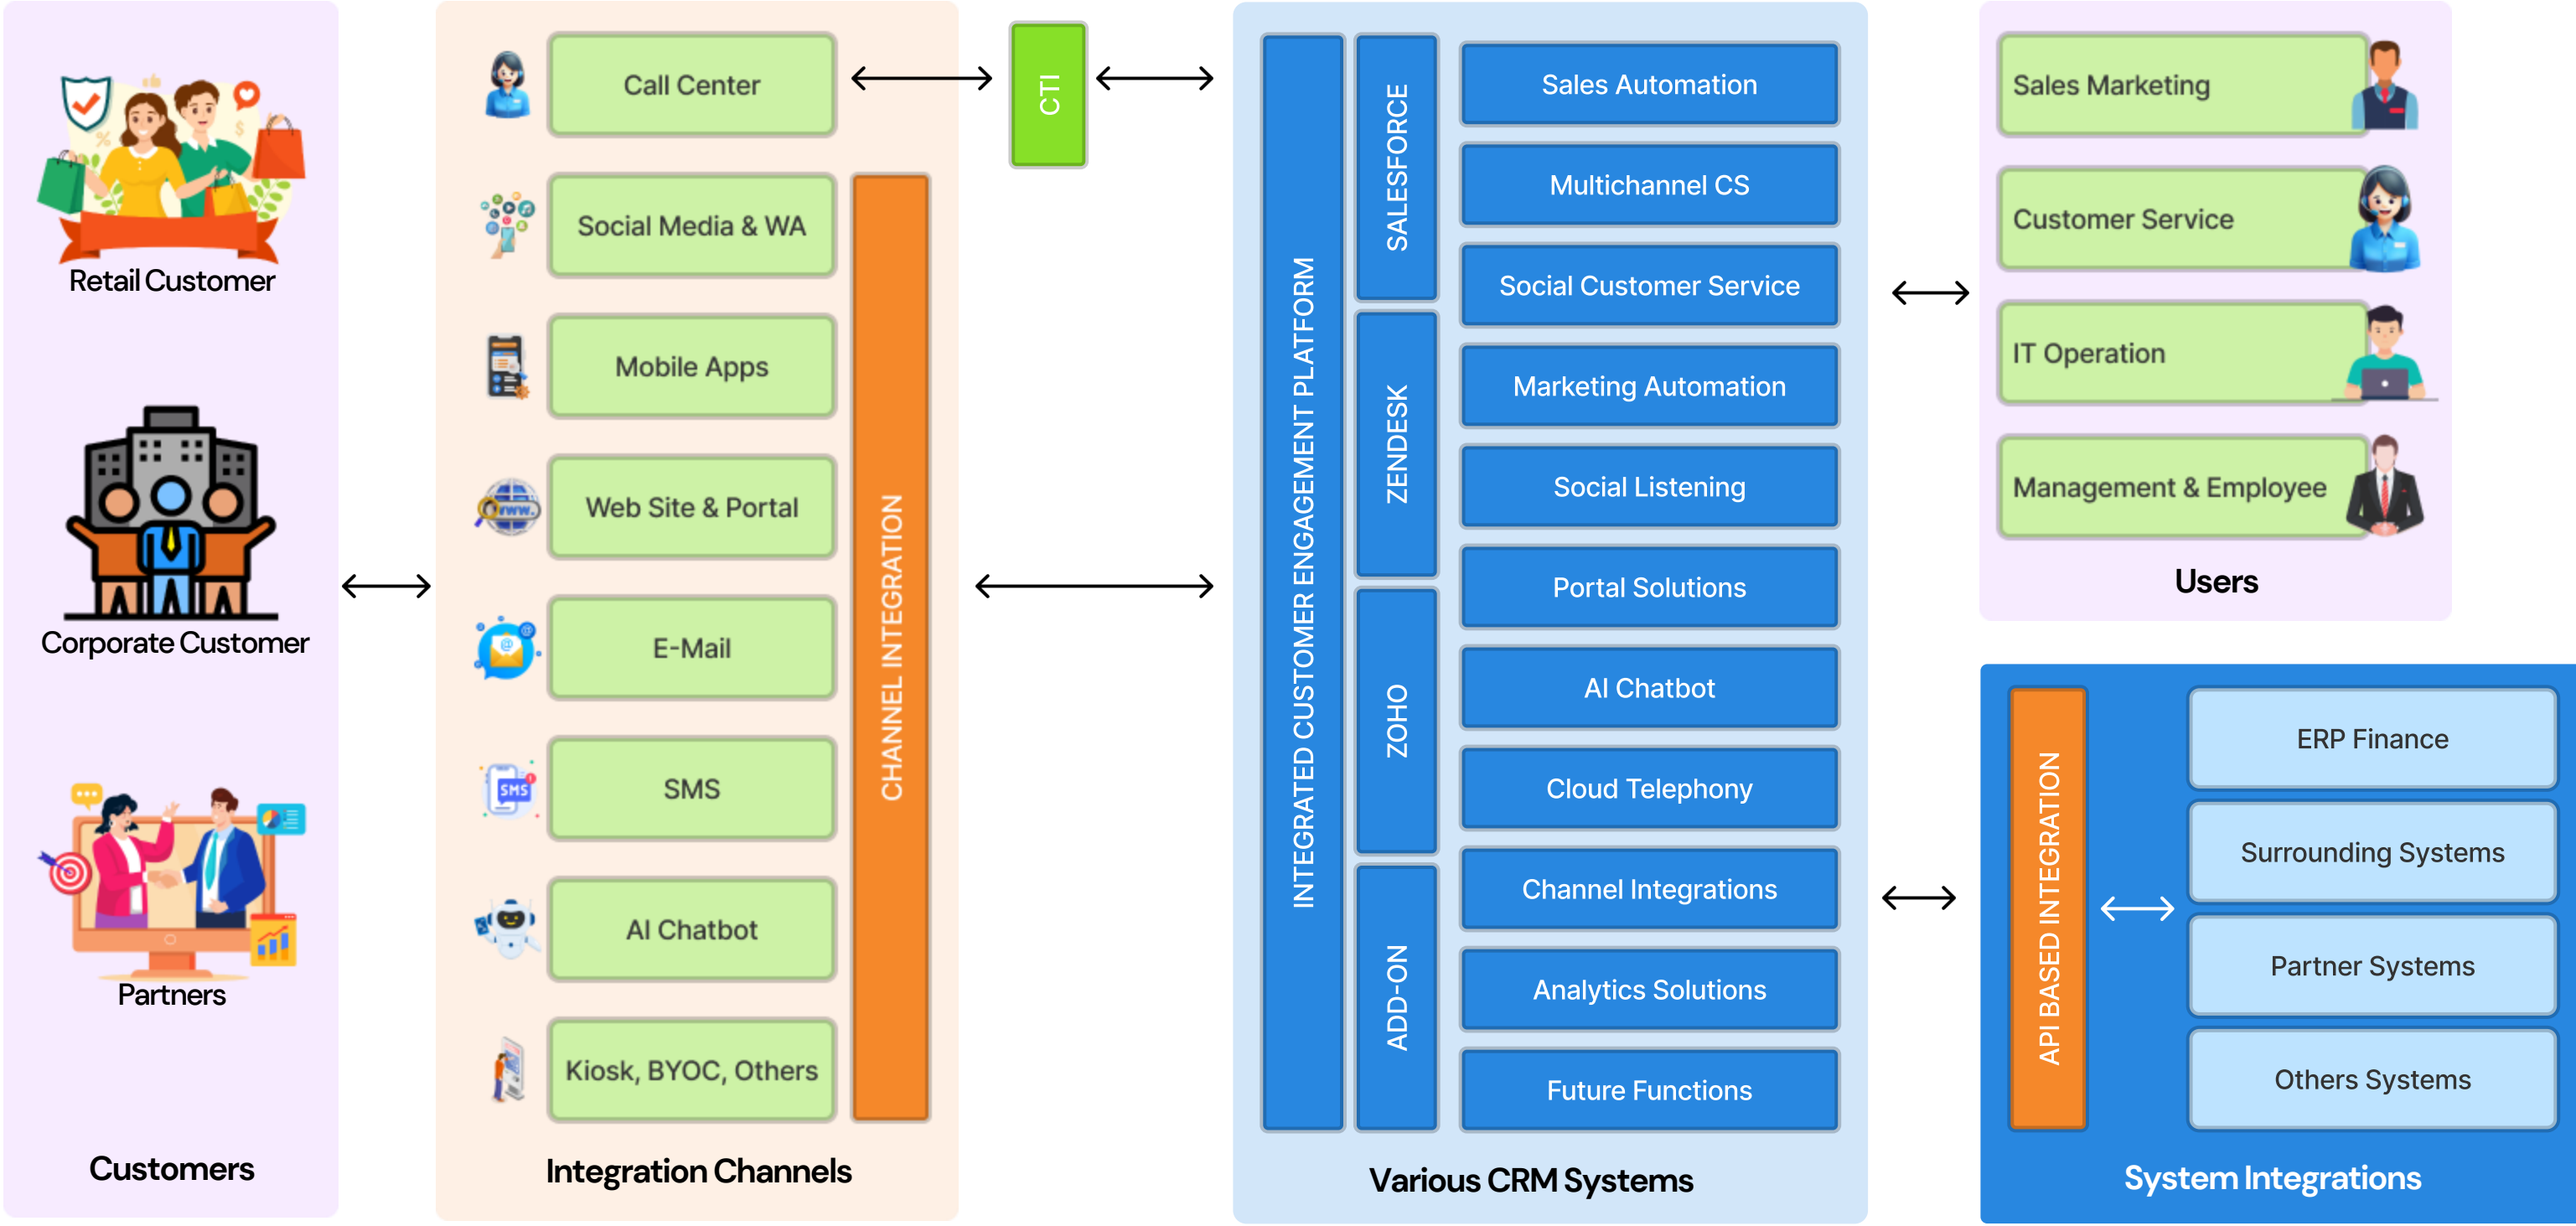 Retail Customer
Corporate Customer
Partners
Customers
Call Center
Social Media & WA
Mobile Apps
www.
Web Site & Portal
E-Mail
SMS
SMS
AI Chatbot
Kiosk, BYOC, Others
CHANNEL INTEGRATION
Integration Channels
CTI
INTEGRATED CUSTOMER ENGAGEMENT PLATFORM
SALESFORCE
ZENDESK
ZOHO
ADD-ON
Sales Automation
Multichannel CS
Social Customer Service
Marketing Automation
Social Listening
Portal Solutions
AI Chatbot
Cloud Telephony
Channel Integrations
Analytics Solutions
Future Functions
Various CRM Systems
Sales Marketing
Customer Service
IT Operation
Management & Employee
Users
API BASED INTEGRATION
ERP Finance
Surrounding Systems
Partner Systems
Others Systems
System Integrations